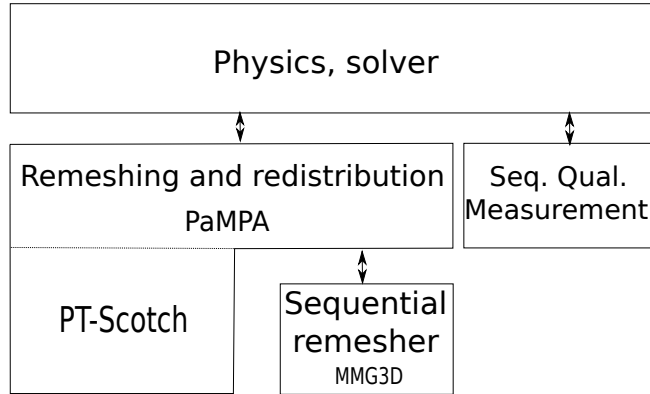 Physics, solver
Remeshing and redistribution
PaMPA
Seq. Qual.
Measurement
PT-Scotch
Sequential
remesher
MMG3D